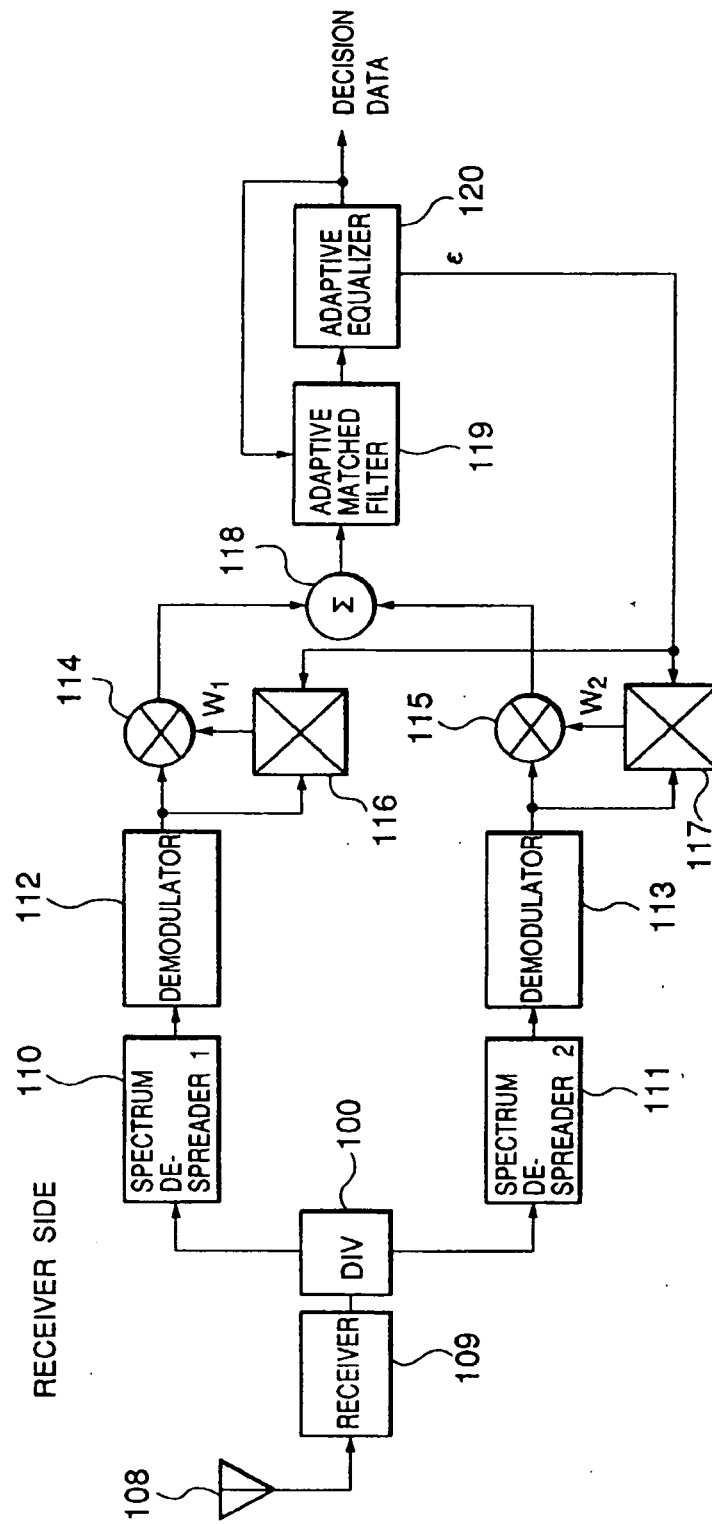 RECEIVER SIDE
108
RECEIVER
109
DIV
100
SPECTRUM
DE-
SPREADER 1
110
SPECTRUM
DE-
SPREADER 2
111
DEMODULATOR
112
DEMODULATOR
113
114
W1
116
115
W2
117
Σ
118
ADAPTIVE
MATCHED
FILTER
119
ADAPTIVE
EQUALIZER
120
ε
DECISION
DATA